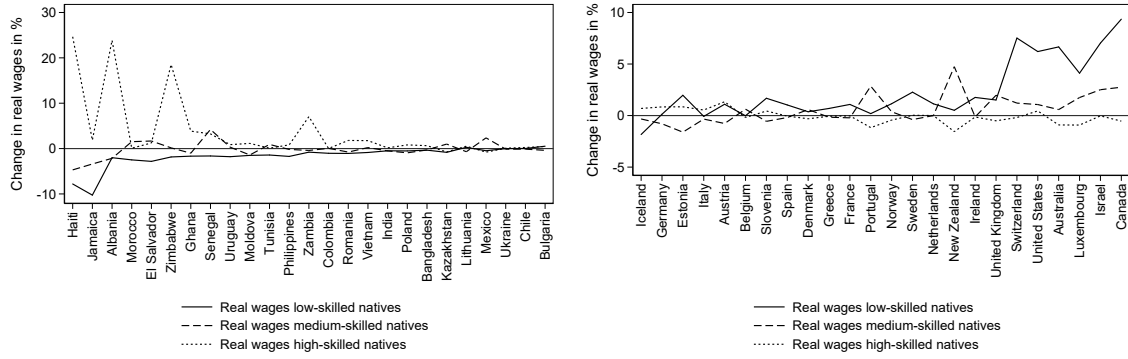 Change in real wages in %
30
20
10
0
-10
Haiti
Jamaica
Albania
Morocco
El Salvador
Zimbabwe
Ghana
Senegal
Uruguay
Moldova
Tunisia
Philippines
Zambia
Colombia
Romania
Vietnam
India
Poland
Bangladesh
Kazakhstan
Lithuania
Mexico
Ukraine
Chile
Bulgaria
Real wages low-skilled natives
Real wages medium-skilled natives
Real wages high-skilled natives
Change in real wages in %
10
5
0
-5
Iceland
Germany
Estonia
Italy
Austria
Belgium
Slovenia
Spain
Denmark
Greece
France
Portugal
Norway
Sweden
Netherlands
New Zealand
Ireland
United Kingdom
Switzerland
United States
Australia
Luxembourg
Israel
Canada
Real wages low-skilled natives
Real wages medium-skilled natives
Real wages high-skilled natives